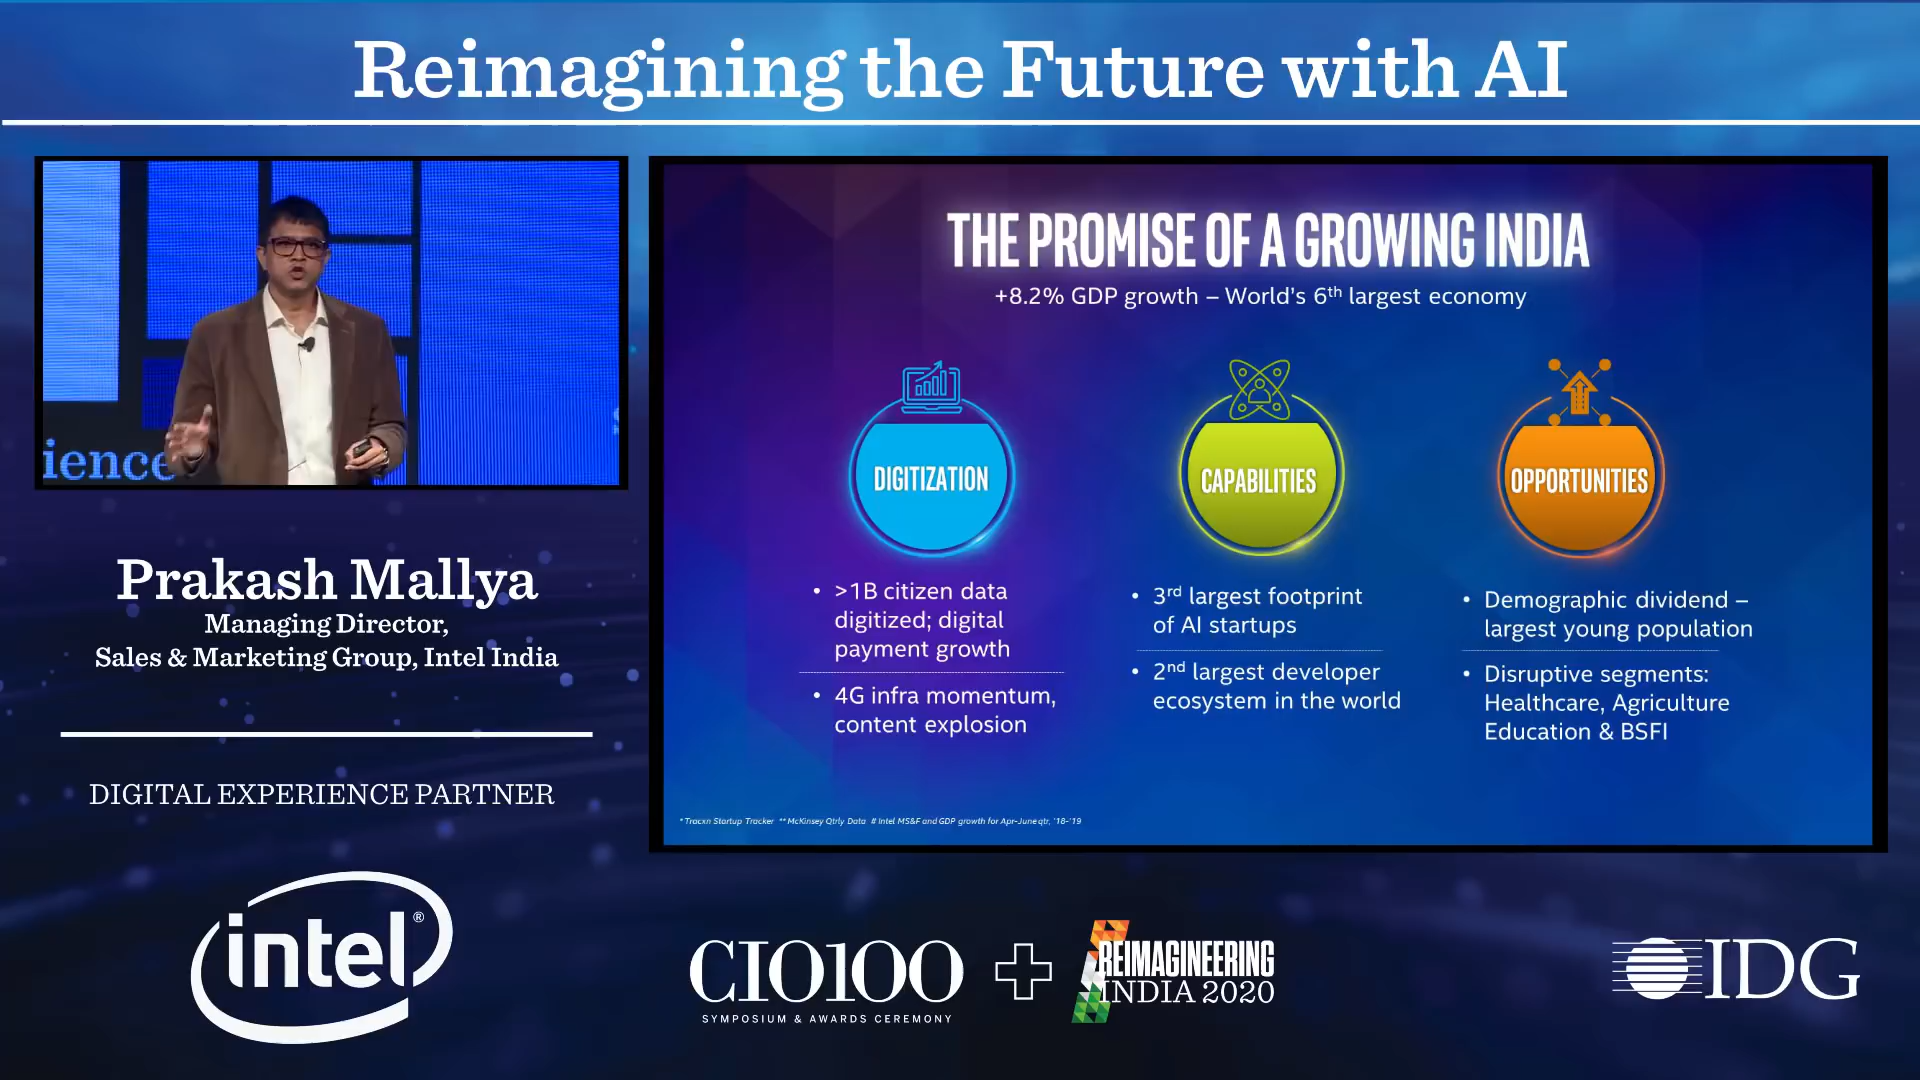 Reimagining the Future with AI
ience
Prakash Mallya
Managing Director,
Sales & Marketing Group, Intel India
DIGITAL EXPERIENCE PARTNER
intel®
THE PROMISE OF A GROWING INDIA
+8.2% GDP growth – World's 6th largest economy
DIGITIZATION
• >1B citizen data
digitized; digital
payment growth
• 4G infra momentum,
content explosion
CAPABILITIES
• 3rd largest footprint
of AI startups
• 2nd largest developer
ecosystem in the world
OPPORTUNITIES
• Demographic dividend –
largest young population
• Disruptive segments:
Healthcare, Agriculture
Education & BSFI
* Tracxn Startup Tracker ** McKinsey Qtrly Data # Intel MS&F and GDP growth for Apr-June qtr, '18-'19
CIO100
SYMPOSIUM & AWARDS CEREMONY
REIMAGINEERING
INDIA 2020
IDG